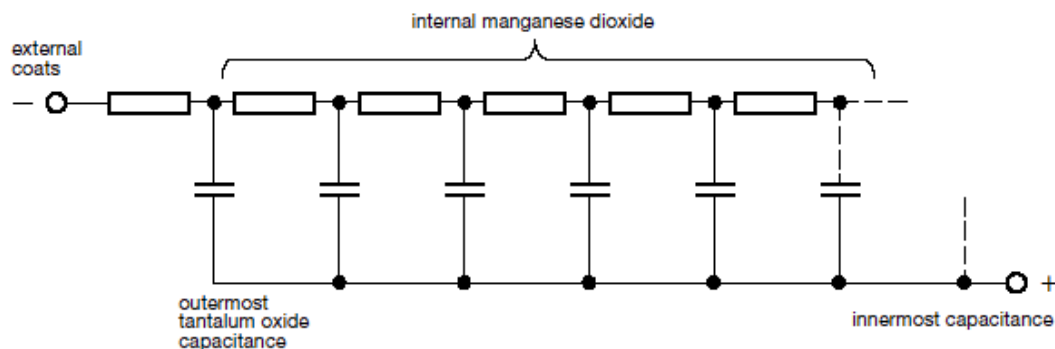 internal manganese dioxide
external
coats
−
+
outermost
tantalum oxide
capacitance
innermost capacitance